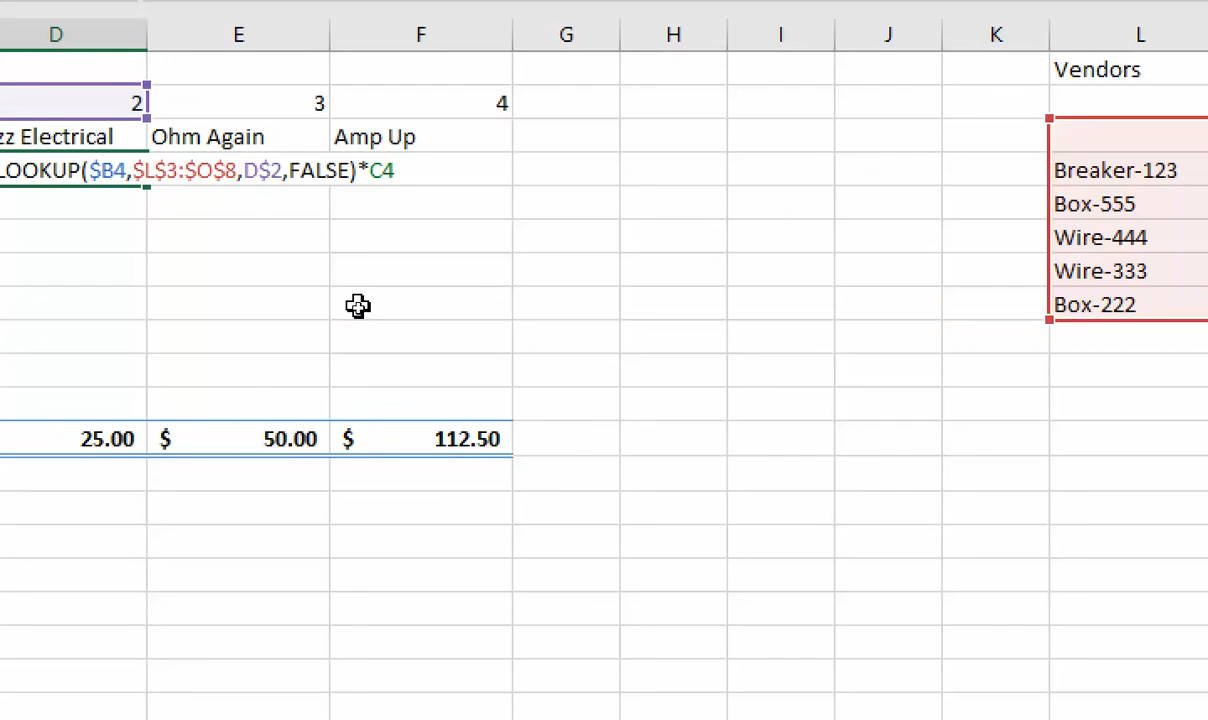 D E F G H I J K L
Vendors
2 3 4
zz Electrical Ohm Again Amp Up
LOOKUP($B4,$L$3:$O$8,D$2,FALSE)*C4 Breaker-123
Box-555
Wire-444
Wire-333
Box-222
25.00 $ 50.00 $ 112.50